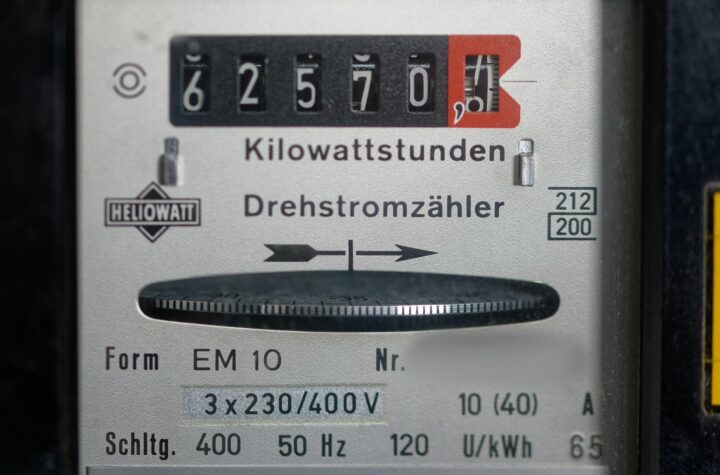 62570,
Kilowattstunden
HELIOWATT
Drehstromzähler
212
200
Form EM 10 Nr.
3 x 230/400 V 10 (40) A
Schltg. 400 50 Hz 120 U/kWh 65